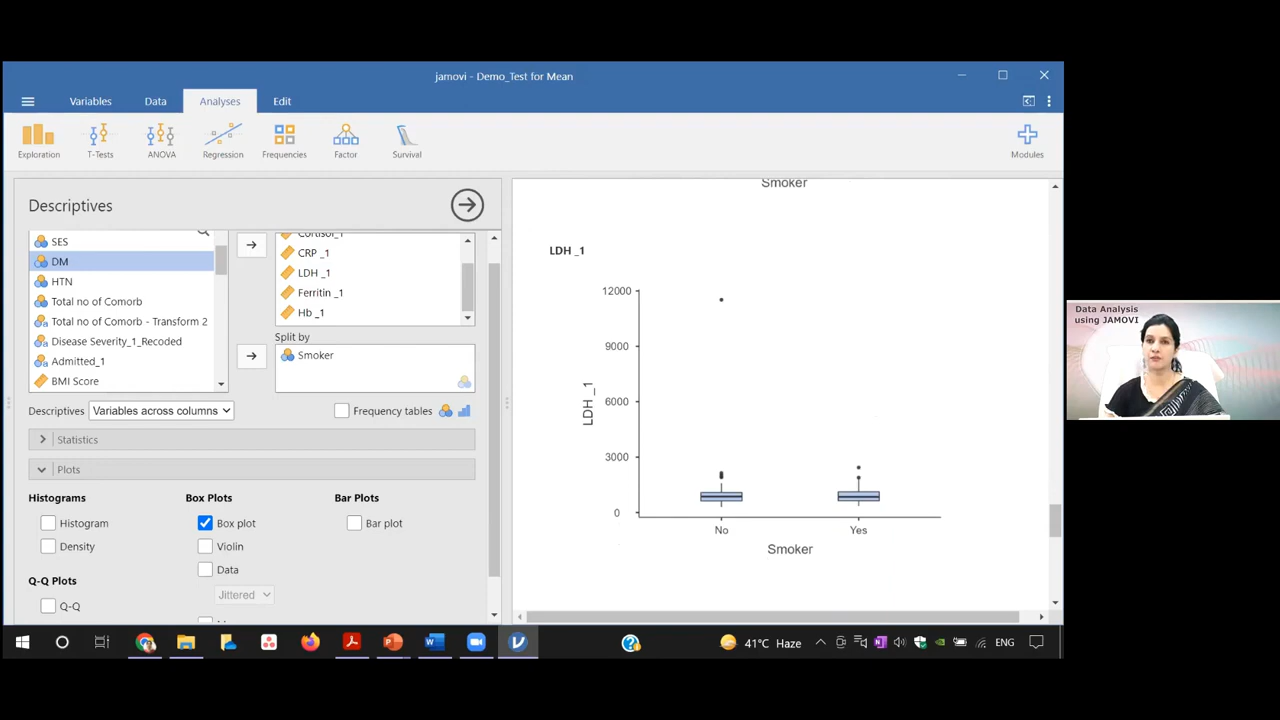 jamovi - Demo_Test for Mean
Variables
Data
Analyses
Edit
Exploration
T-Tests
ANOVA
Regression
Frequencies
Factor
Survival
Modules
Descriptives
SES
DM
HTN
Total no of Comorb
Total no of Comorb - Transform 2
Disease Severity_1_Recoded
Admitted_1
BMI Score
Cortisol_1
CRP _1
LDH _1
Ferritin _1
Hb _1
Split by
Smoker
Descriptives
Variables across columns
Frequency tables
Statistics
Plots
Histograms
Histogram
Density
Q-Q Plots
Q-Q
Box Plots
Box plot
Violin
Data
Jittered
Bar Plots
Bar plot
Smoker
LDH _1
12000
9000
6000
3000
0
LDH _1
No
Yes
Smoker
Data Analysis
using JAMOVI
41°C Haze
ENG